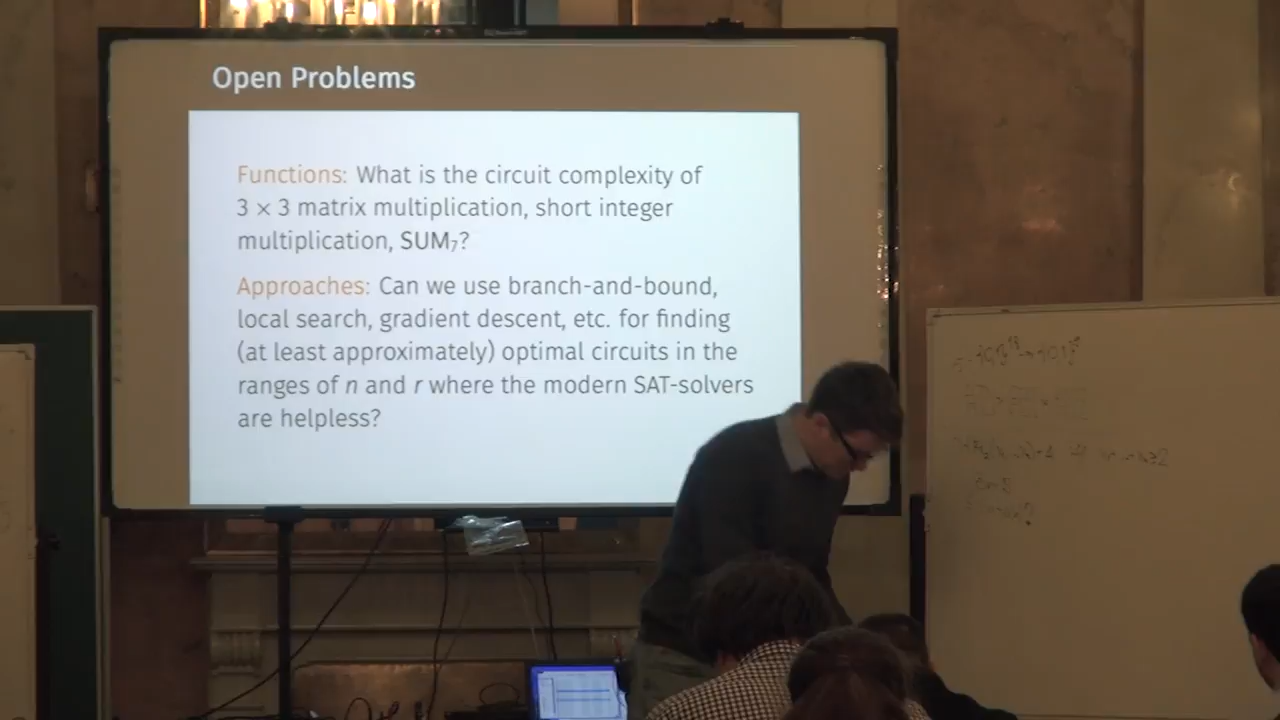 Open Problems
Functions: What is the circuit complexity of
3 × 3 matrix multiplication, short integer
multiplication, SUM₇?
Approaches: Can we use branch-and-bound,
local search, gradient descent, etc. for finding
(at least approximately) optimal circuits in the
ranges of n and r where the modern SAT-solvers
are helpless?